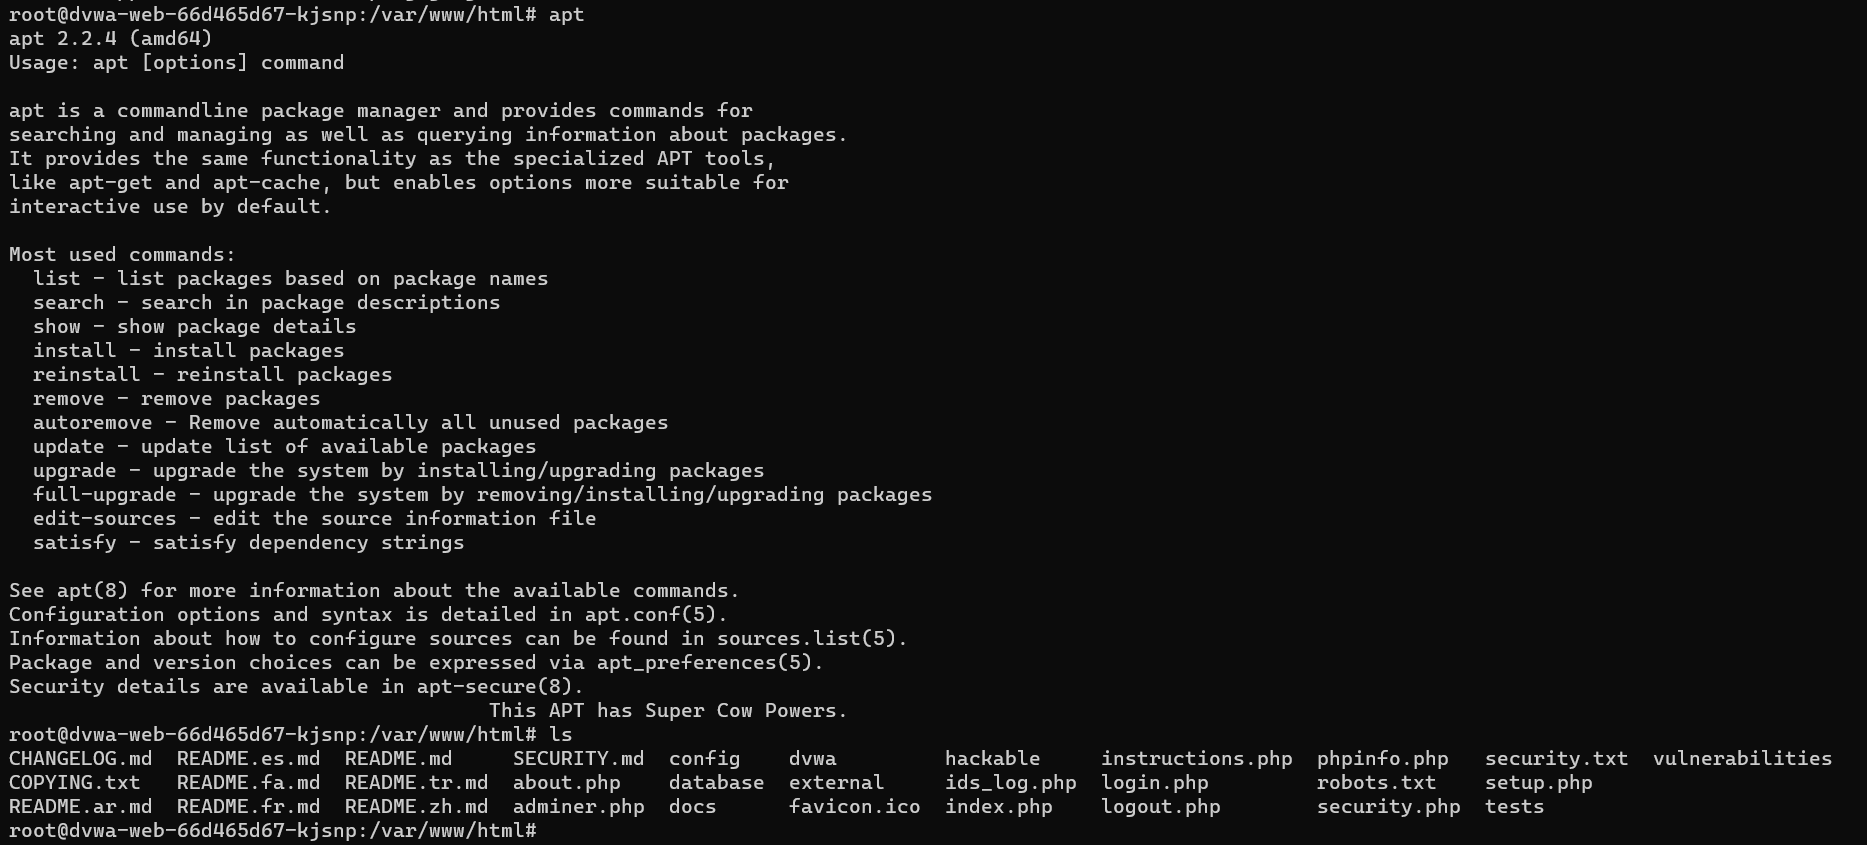 root@dvwa-web-66d465d67-kjsnp:/var/www/html# apt
apt 2.2.4 (amd64)
Usage: apt [options] command

apt is a commandline package manager and provides commands for
searching and managing as well as querying information about packages.
It provides the same functionality as the specialized APT tools,
like apt-get and apt-cache, but enables options more suitable for
interactive use by default.

Most used commands:
  list - list packages based on package names
  search - search in package descriptions
  show - show package details
  install - install packages
  reinstall - reinstall packages
  remove - remove packages
  autoremove - Remove automatically all unused packages
  update - update list of available packages
  upgrade - upgrade the system by installing/upgrading packages
  full-upgrade - upgrade the system by removing/installing/upgrading packages
  edit-sources - edit the source information file
  satisfy - satisfy dependency strings

See apt(8) for more information about the available commands.
Configuration options and syntax is detailed in apt.conf(5).
Information about how to configure sources can be found in sources.list(5).
Package and version choices can be expressed via apt_preferences(5).
Security details are available in apt-secure(8).
                                        This APT has Super Cow Powers.
root@dvwa-web-66d465d67-kjsnp:/var/www/html# ls
CHANGELOG.md  README.es.md  README.md     SECURITY.md  config    dvwa         hackable     instructions.php  phpinfo.php   security.txt  vulnerabilities
COPYING.txt   README.fa.md  README.tr.md  about.php    database  external     ids_log.php  login.php         robots.txt    setup.php
README.ar.md  README.fr.md  README.zh.md  adminer.php  docs      favicon.ico  index.php    logout.php        security.php  tests
root@dvwa-web-66d465d67-kjsnp:/var/www/html#